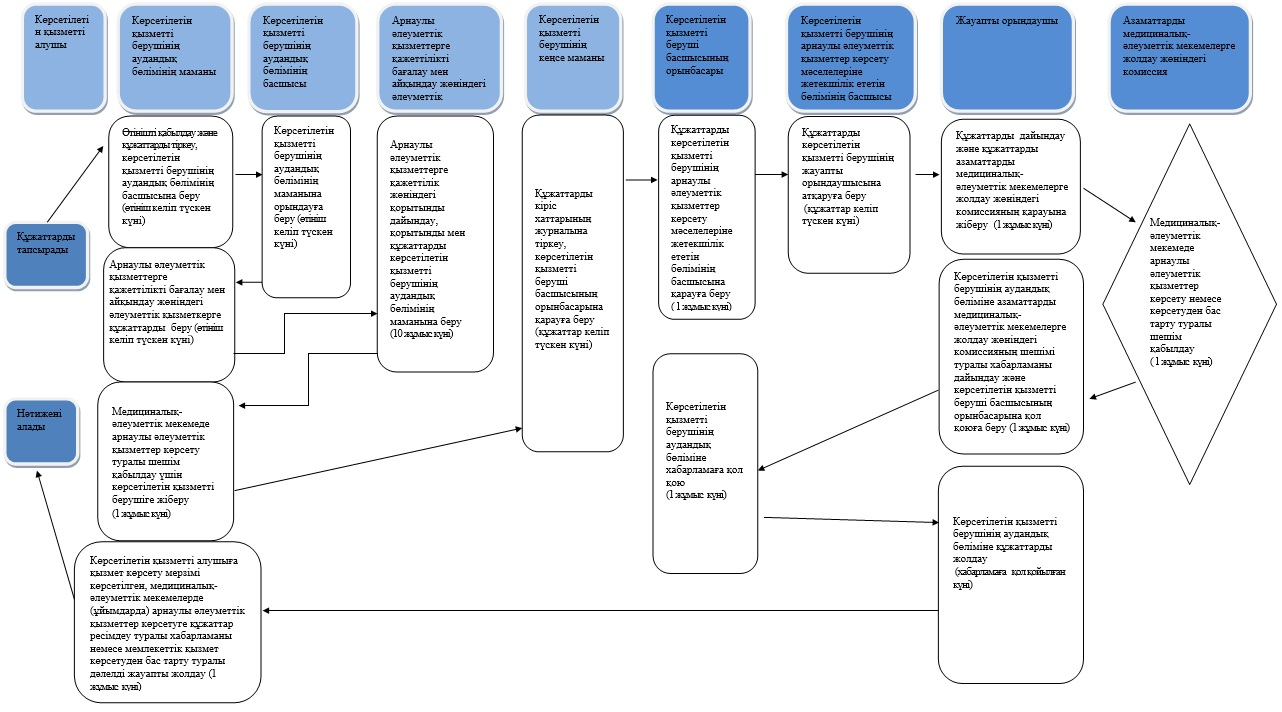 Көрсетілеті
н қызметті
алушы
Көрсетілетін
қызметті
берушінің
аудандық
бөлімінің маманы
Көрсетілетін
қызметті
берушінің
аудандық
бөлімінің
басшысы
Арнаулы
әлеуметтік
қызметтерге
қажеттілікті
бағалау мен
айқындау жөніндегі
әлеуметтік
Көрсетілетін
қызметті
берушінің
кеңсе маманы
Көрсетілетін
қызметті
беруші
басшысының
орынбасары
Көрсетілетін
қызметті берушінің
арнаулы әлеуметтік
қызметтер көрсету
мәселелеріне
жетекшілік ететін
бөлімінің басшысы
Жауапты орындаушы
Азаматтарды
медициналық-
әлеуметтік мекемелерге
жолдау жөніндегі
комиссия
Құжаттарды
тапсырады
Өтінішті қабылдау және
құжаттарды тіркеу,
көрсетілетін
қызметті берушінің
аудандық бөлімінің
басшысына беру
(өтініш келіп түскен
күні)
Көрсетілетін
қызметті
берушінің
аудандық
бөлімінің
маманына
орындауға
беру (өтініш
келіп түскен
күні)
Арнаулы әлеуметтік
қызметтерге
қажеттілікті бағалау мен
айқындау жөніндегі
әлеуметтік қызметкерге
құжаттарды беру (өтініш
келіп түскен күні)
Арнаулы
әлеуметтік
қызметтерге
қажеттілік
жөніндегі
қорытынды
дайындау,
қорытынды мен
құжаттарды
көрсетілетін
қызметті
берушінің
аудандық
бөлімінің
маманына беру
(10 жұмыс күні)
Медициналық-
әлеуметтік мекемеде
арнаулы әлеуметтік
қызметтер көрсету
туралы шешім
қабылдау үшін
көрсетілетін қызметті
берушіге жіберу
(1 жұмыс күні)
Құжаттарды
кіріс
хаттарының
журналына
тіркеу,
көрсетілетін
қызметті
беруші
басшысының
орынбасарына
қарауға беру
(құжаттар келіп
түскен күні)
Құжаттарды
көрсетілетін
қызметті
берушінің
арнаулы
әлеуметтік
қызметтер
көрсету
мәселелеріне
жетекшілік
ететін
бөлімінің
басшысына
қарауға беру
(1 жұмыс күні)
Құжаттарды
көрсетілетін
қызметті берушінің
жауапты
орындаушысына
атқаруға беру
(құжаттар келіп
түскен күні)
Құжаттарды дайындау
және құжаттарды
азаматтарды
медициналық-
әлеуметтік мекемелерге
жолдау жөніндегі
комиссияның қарауына
жіберу (1 жұмыс күні)
Медициналық-
әлеуметтік
мекемеде
арнаулы
әлеуметтік
қызметтер
көрсету немесе
көрсетуден бас
тарту туралы
шешім
қабылдау
(1 жұмыс күні)
Көрсетілетін қызметті
берушінің аудандық
бөліміне азаматтарды
медициналық-
әлеуметтік мекемелерге
жолдау жөніндегі
комиссияның шешімі
туралы хабарламаны
дайындау және
көрсетілетін қызметті
беруші басшысының
орынбасарына қол
қоюға беру (1 жұмыс күні)
Көрсетілетін
қызметті
берушінің
аудандық
бөліміне
хабарламаға қол
қою
(1 жұмыс күні)
Көрсетілетін қызметті
берушінің аудандық
бөліміне құжаттарды
жолдау
(хабарламаға қол қойылған
күні)
Көрсетілетін қызметті алушыға
қызмет көрсету мерзімі
көрсетілген, медициналық-
әлеуметтік мекемелерде
(ұйымдарда) арнаулы әлеуметтік
қызметтер көрсетуге құжаттар
ресімдеу туралы хабарламаны
немесе мемлекеттік қызмет
көрсетуден бас тарту туралы
дәлелді жауапты жолдау (1
жұмыс күні)
Нәтижені
алады